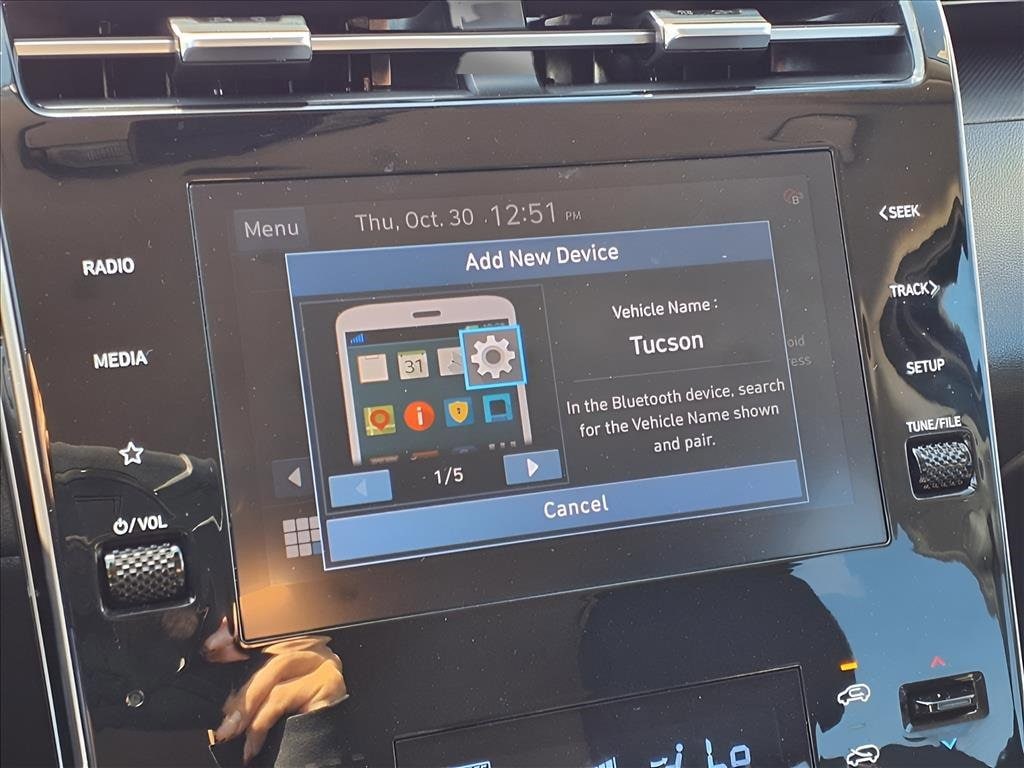 Menu
Thu, Oct. 30
12:51 PM
B
<SEEK
Add New Device
RADIO
TRACK>
Vehicle Name :
31
Tucson
MEDIA
SETUP
In the Bluetooth device, search
for the Vehicle Name shown
and pair.
i
TUNE/FILE
1/5
Cancel
/VOL
Lo